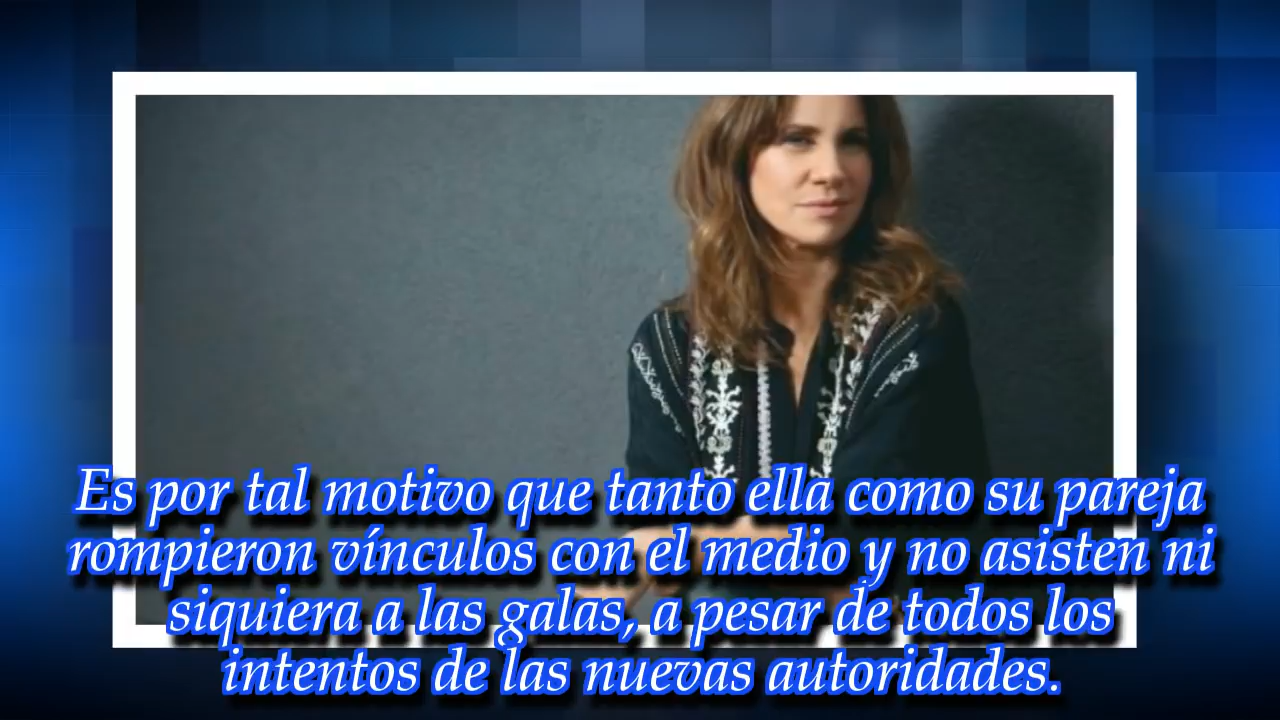 Es por tal motivo que tanto ella como su pareja
rompieron vínculos con el medio y no asisten ni
siquiera a las galas, a pesar de todos los
intentos de las nuevas autoridades.